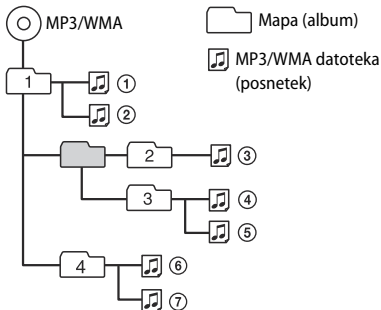 MP3/WMA
Mapa (album)
MP3/WMA datoteka
(posnetek)
1
①
②
2
③
3
④
⑤
4
⑥
⑦